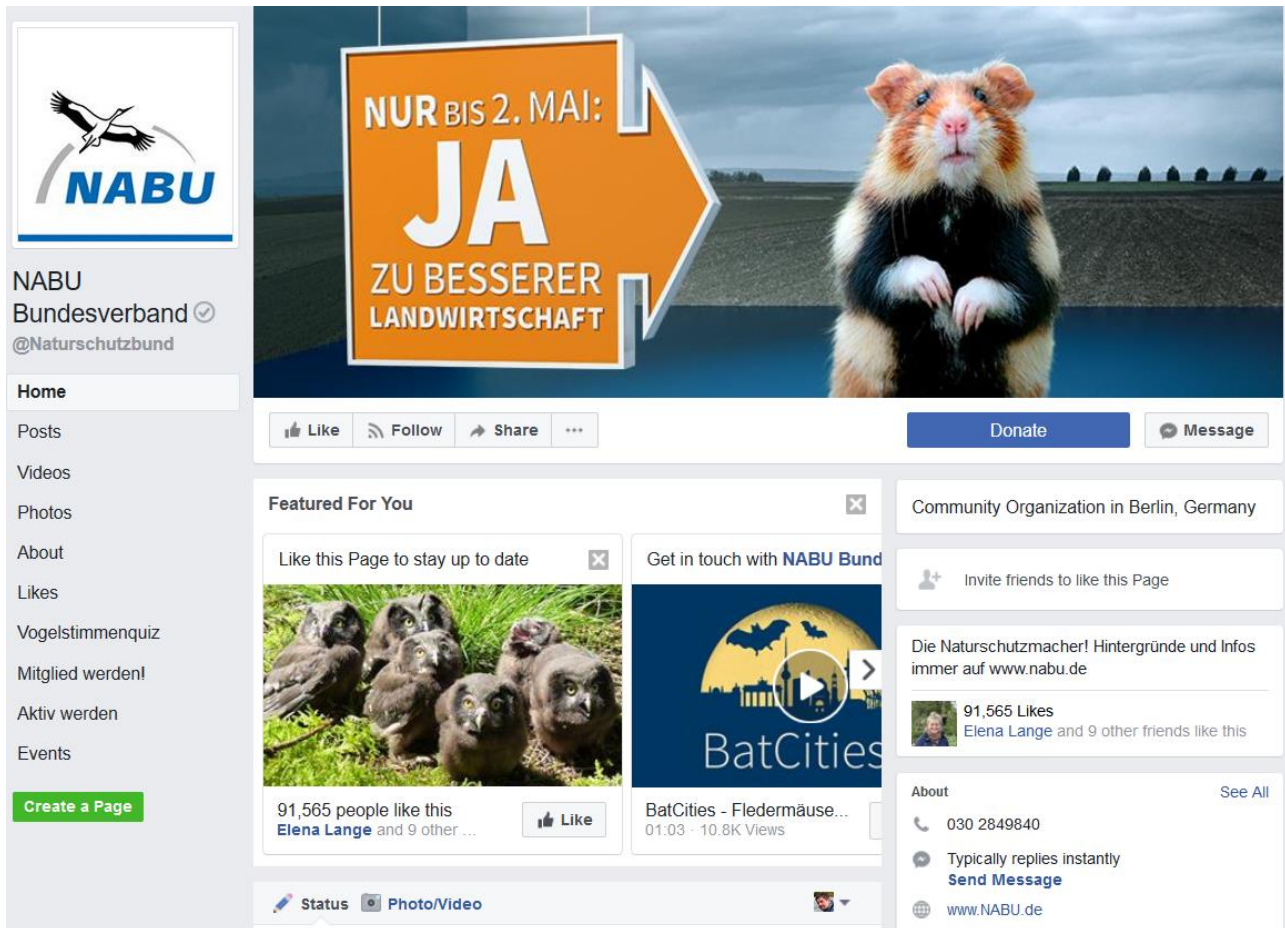 NABU
NABU
Bundesverband
@Naturschutzbund
Home
Posts
Videos
Photos
About
Likes
Vogelstimmenquiz
Mitglied werden!
Aktiv werden
Events
Create a Page
NUR BIS 2. MAI:
JA
ZU BESSERER
LANDWIRTSCHAFT
Like Follow Share ...
Donate Message
Featured For You
Like this Page to stay up to date
91,565 people like this
Elena Lange and 9 other ...
Like
Get in touch with NABU Bund
BatCities
BatCities - Fledermäuse...
01:03 · 10.8K Views
Status Photo/Video
Community Organization in Berlin, Germany
Invite friends to like this Page
Die Naturschutzmacher! Hintergründe und Infos
immer auf www.nabu.de
91,565 Likes
Elena Lange and 9 other friends like this
About See All
030 2849840
Typically replies instantly
Send Message
www.NABU.de